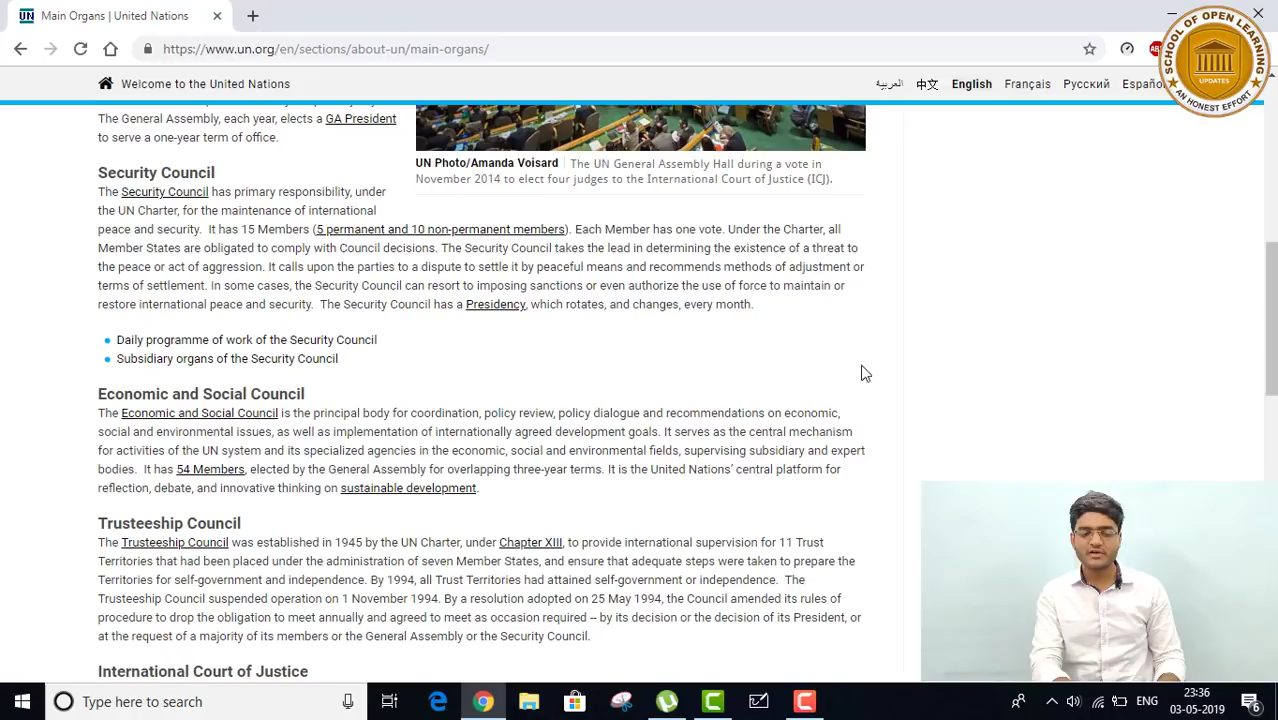 Main Organs | United Nations
https://www.un.org/en/sections/about-un/main-organs/
SCHOOL OF OPEN LEARNING
UPDATES
AN HONEST EFFORT
Welcome to the United Nations
العربية 中文 English Français Русский Españo
The General Assembly, each year, elects a GA President
to serve a one-year term of office.
UN Photo/Amanda Voisard | The UN General Assembly Hall during a vote in
November 2014 to elect four judges to the International Court of Justice (ICJ).
Security Council
The Security Council has primary responsibility, under
the UN Charter, for the maintenance of international
peace and security. It has 15 Members (5 permanent and 10 non-permanent members). Each Member has one vote. Under the Charter, all
Member States are obligated to comply with Council decisions. The Security Council takes the lead in determining the existence of a threat to
the peace or act of aggression. It calls upon the parties to a dispute to settle it by peaceful means and recommends methods of adjustment or
terms of settlement. In some cases, the Security Council can resort to imposing sanctions or even authorize the use of force to maintain or
restore international peace and security. The Security Council has a Presidency, which rotates, and changes, every month.
Daily programme of work of the Security Council
Subsidiary organs of the Security Council
Economic and Social Council
The Economic and Social Council is the principal body for coordination, policy review, policy dialogue and recommendations on economic,
social and environmental issues, as well as implementation of internationally agreed development goals. It serves as the central mechanism
for activities of the UN system and its specialized agencies in the economic, social and environmental fields, supervising subsidiary and expert
bodies. It has 54 Members, elected by the General Assembly for overlapping three-year terms. It is the United Nations' central platform for
reflection, debate, and innovative thinking on sustainable development.
Trusteeship Council
The Trusteeship Council was established in 1945 by the UN Charter, under Chapter XIII, to provide international supervision for 11 Trust
Territories that had been placed under the administration of seven Member States, and ensure that adequate steps were taken to prepare the
Territories for self-government and independence. By 1994, all Trust Territories had attained self-government or independence. The
Trusteeship Council suspended operation on 1 November 1994. By a resolution adopted on 25 May 1994, the Council amended its rules of
procedure to drop the obligation to meet annually and agreed to meet as occasion required -- by its decision or the decision of its President, or
at the request of a majority of its members or the General Assembly or the Security Council.
International Court of Justice
Type here to search
ENG
23:36
03-05-2019
6